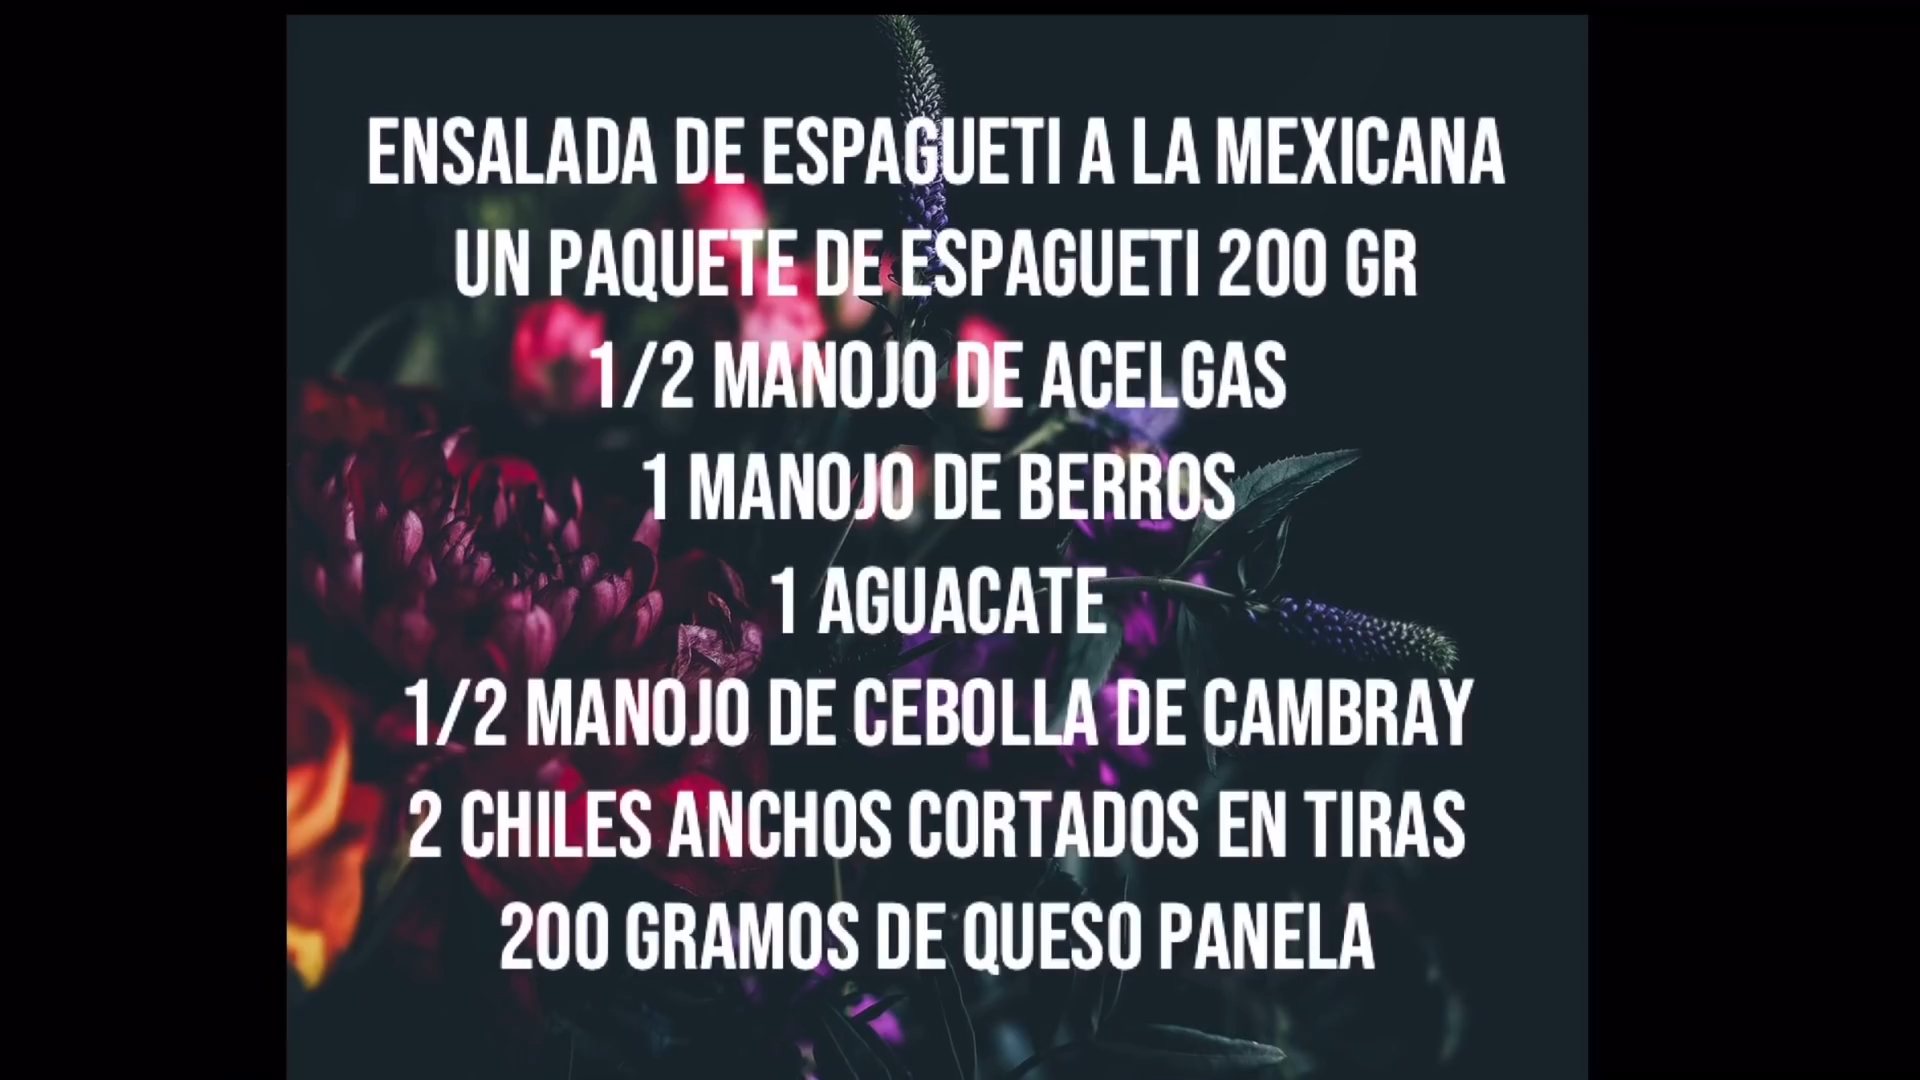 ENSALADA DE ESPAGUETI A LA MEXICANA
UN PAQUETE DE ESPAGUETI 200 GR
1/2 MANOJO DE ACELGAS
1 MANOJO DE BERROS
1 AGUACATE
1/2 MANOJO DE CEBOLLA DE CAMBRAY
2 CHILES ANCHOS CORTADOS EN TIRAS
200 GRAMOS DE QUESO PANELA